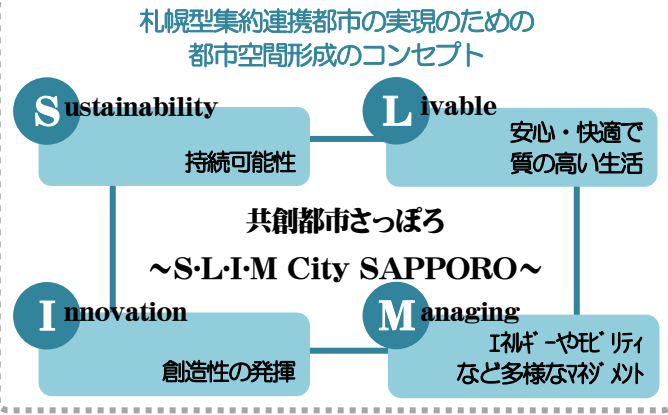 札幌型集約連携都市の実現のための
都市空間形成のコンセプト
Sustainability
持続可能性
Livable
安心・快適で
質の高い生活
共創都市さっぽろ
～S・L・I・M City SAPPORO～
Innovation
創造性の発揮
Managing
ｴﾈﾙｷﾞｰやﾓﾋﾞﾘﾃｨ
など多様なﾏﾈｼﾞﾒﾝﾄ